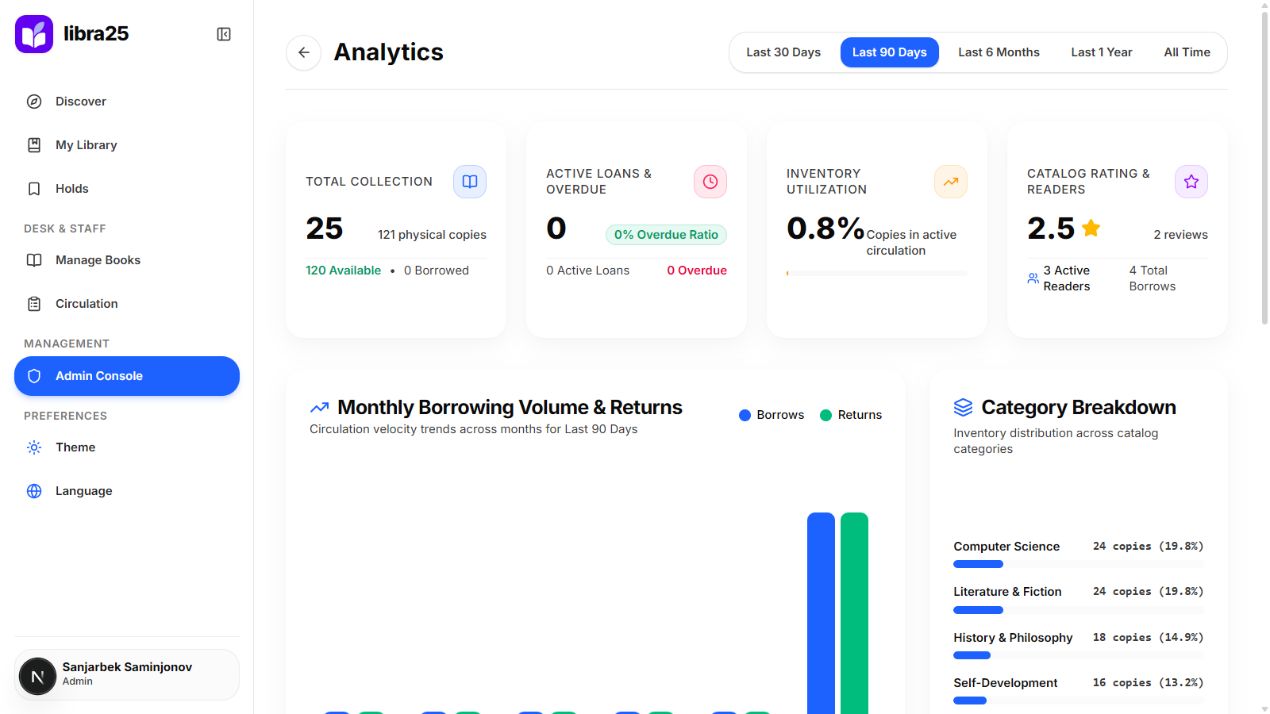 libra25
Discover
My Library
Holds
DESK & STAFF
Manage Books
Circulation
MANAGEMENT
Admin Console
PREFERENCES
Theme
Language
N
Sanjarbek Saminjonov
Admin
Analytics
Last 30 Days
Last 90 Days
Last 6 Months
Last 1 Year
All Time
TOTAL COLLECTION
25
121 physical copies
120 Available • 0 Borrowed
ACTIVE LOANS &
OVERDUE
0
0% Overdue Ratio
0 Active Loans
0 Overdue
INVENTORY
UTILIZATION
0.8%
Copies in active
circulation
CATALOG RATING &
READERS
2.5
2 reviews
3 Active
Readers
4 Total
Borrows
Monthly Borrowing Volume & Returns
Circulation velocity trends across months for Last 90 Days
Borrows
Returns
Category Breakdown
Inventory distribution across catalog
categories
Computer Science 24 copies (19.8%)
Literature & Fiction 24 copies (19.8%)
History & Philosophy 18 copies (14.9%)
Self-Development 16 copies (13.2%)